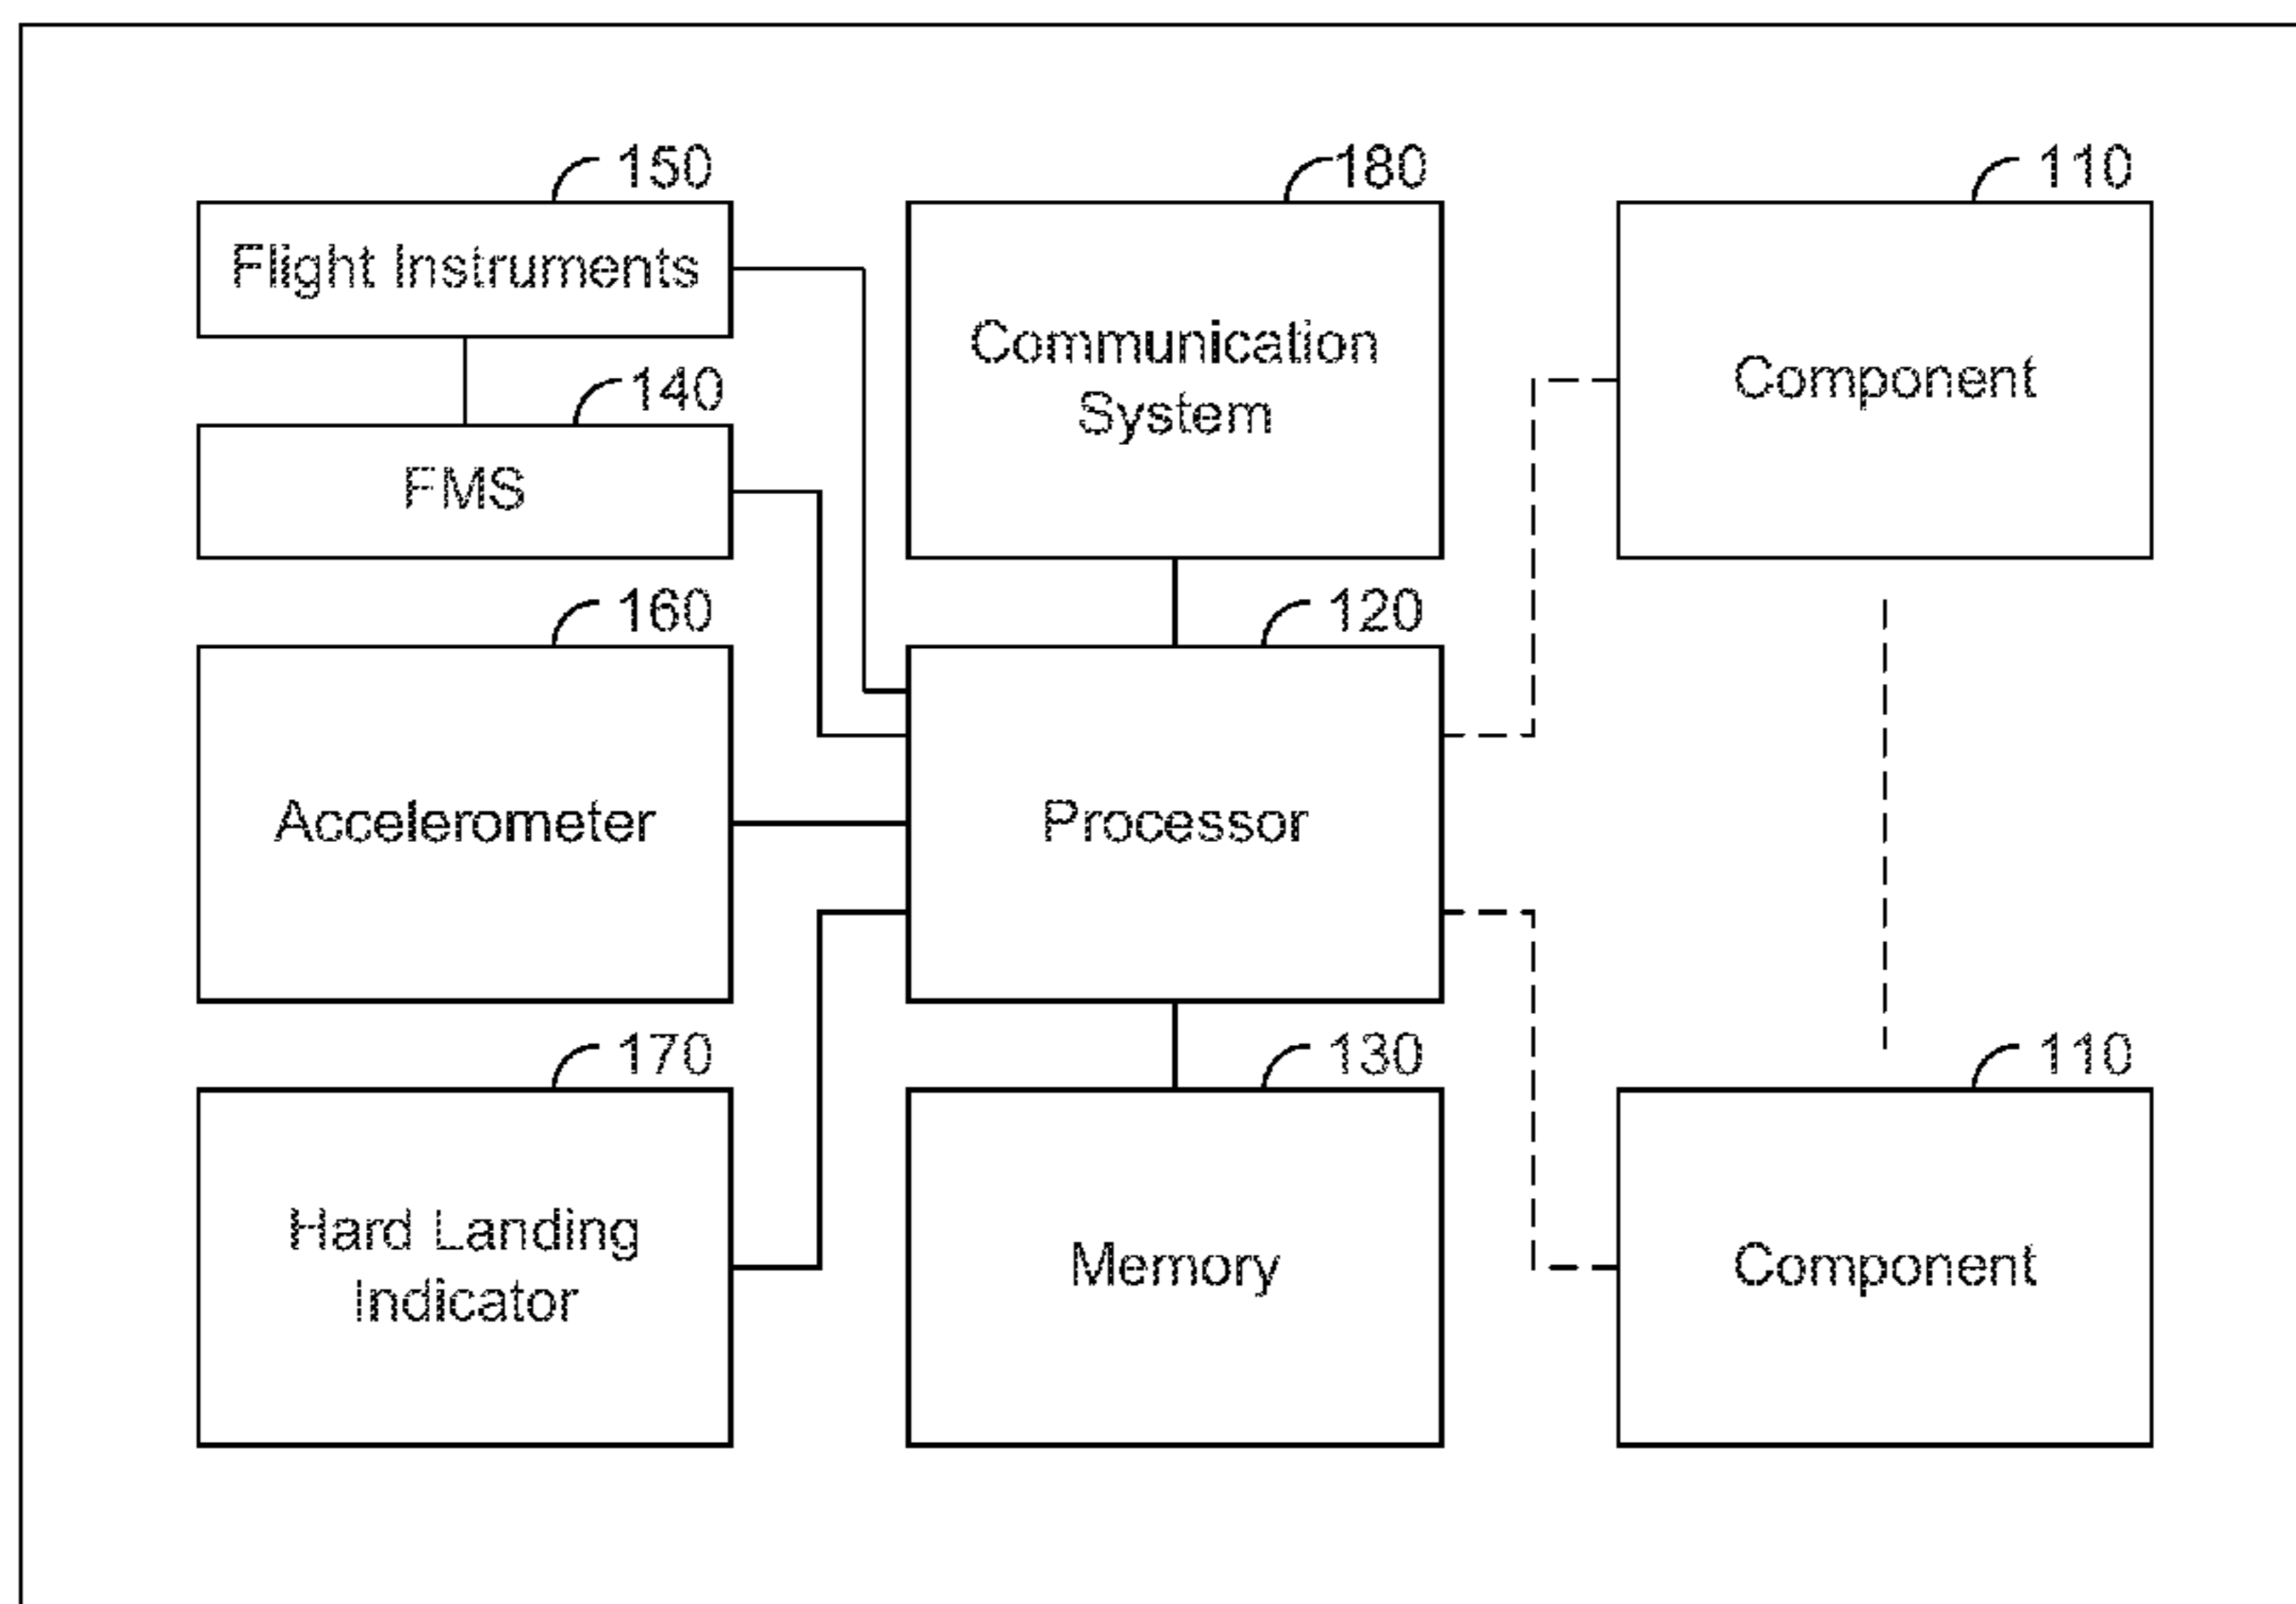 150
180
110
Flight Instruments
Communication
System
Component
140
FMS
160
120
Accelerometer
Processor
170
130
110
Hard Landing
Indicator
Memory
Component